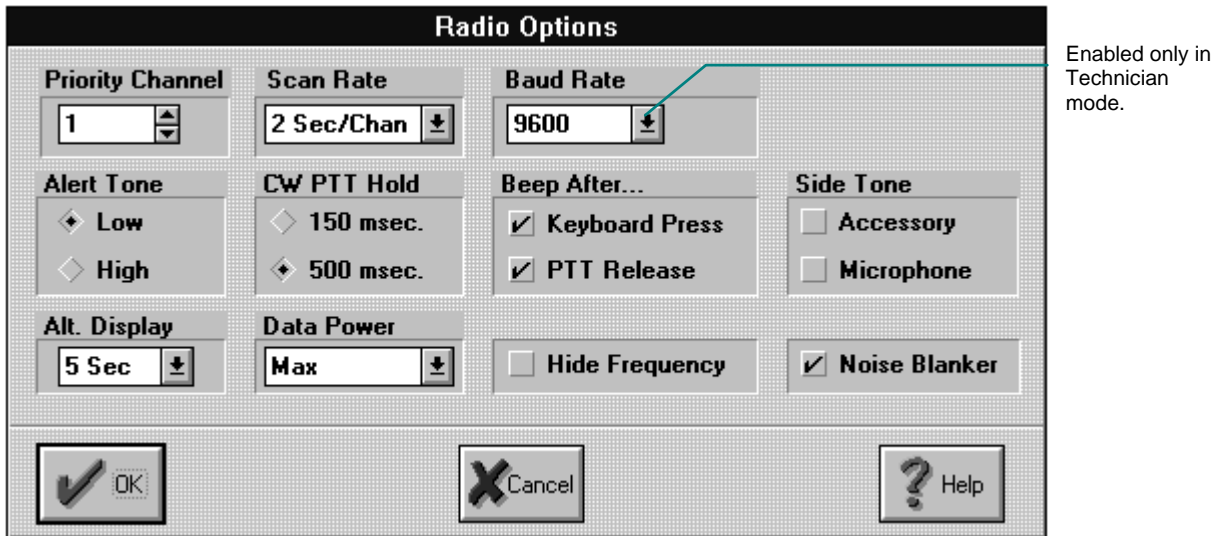 Radio Options
Enabled only in
Technician
mode.
Priority Channel
1
Scan Rate
2 Sec/Chan
Baud Rate
9600
Alert Tone
Low
High
CW PTT Hold
150 msec.
500 msec.
Beep After...
Keyboard Press
PTT Release
Side Tone
Accessory
Microphone
Alt. Display
5 Sec
Data Power
Max
Hide Frequency
Noise Blanker
OK
Cancel
Help